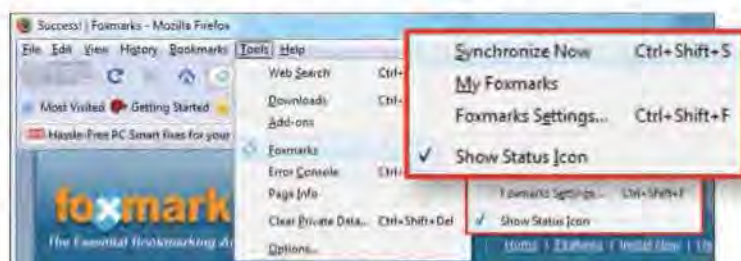 Success! | Foxmarks - Mozilla Firefox
File Edit View History Bookmarks Tools Help
Web Search Ctrl+
Downloads Ctrl+
Add-ons
Foxmarks
Error Console Ctrl+
Page Info
Clear Private Data... Ctrl+Shift+Del
Options...
Synchronize Now Ctrl+Shift+S
My Foxmarks
Foxmarks Settings... Ctrl+Shift+F
Show Status Icon
Foxmarks Settings... Ctrl+Shift+F
Show Status Icon
Most Visited Getting Started
Hassle-Free PC Smart fixes for your
foxmark
The Essential Bookmarking
Home | | Install Now |